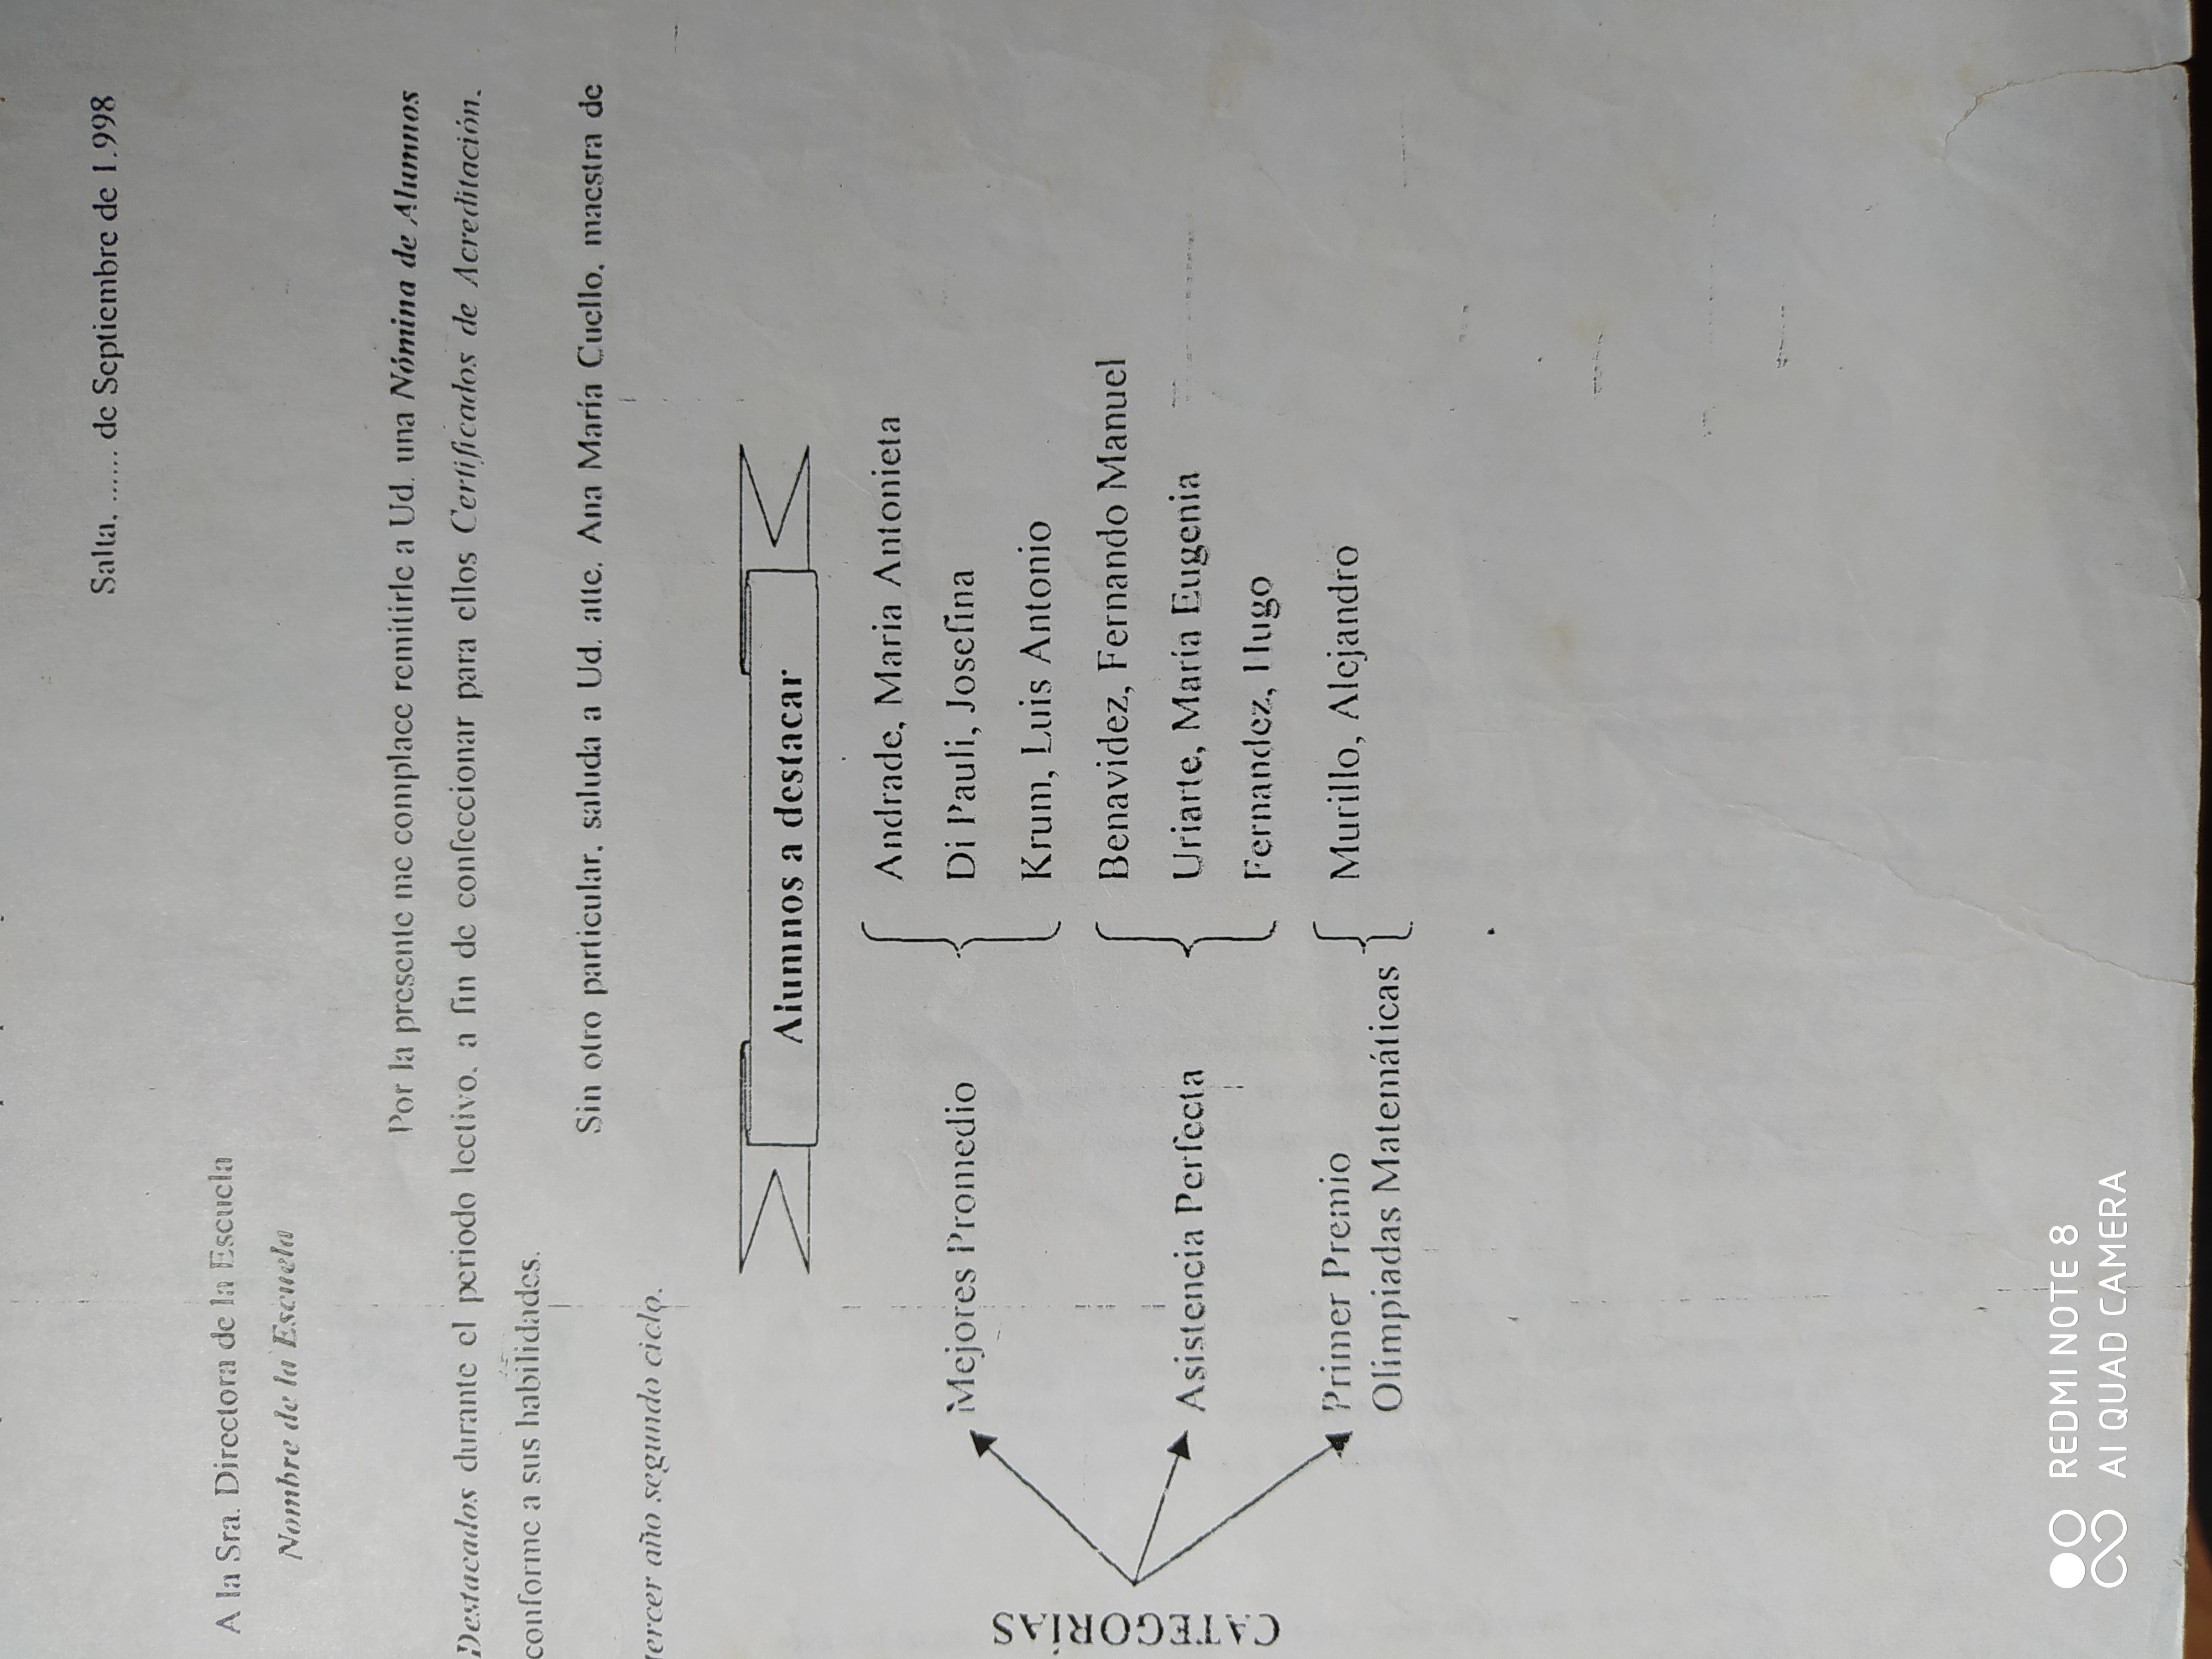 Salta, ...... de Septiembre de 1.998
A la Sra. Directora de la Escuela
Nombre de la Escuela
Por la presente me complace remitirle a Ud. una Nómina de Alumnos
Destacados durante el periodo lectivo, a fin de confeccionar para ellos Certificados de Acreditación,
conforme a sus habilidades.
Sin otro particular, saluda a Ud. atte. Ana María Cuello, maestra de
tercer año segundo ciclo.
Alumnos a destacar
CATEGORÍAS
Mejores Promedio
Andrade, Maria Antonieta
Di Pauli, Josefina
Krum, Luis Antonio
Asistencia Perfecta
Benavidez, Fernando Manuel
Uriarte, María Eugenia
Fernandez, Hugo
Primer Premio
Olimpiadas Matemáticas
Murillo, Alejandro
REDMI NOTE 8
AI QUAD CAMERA